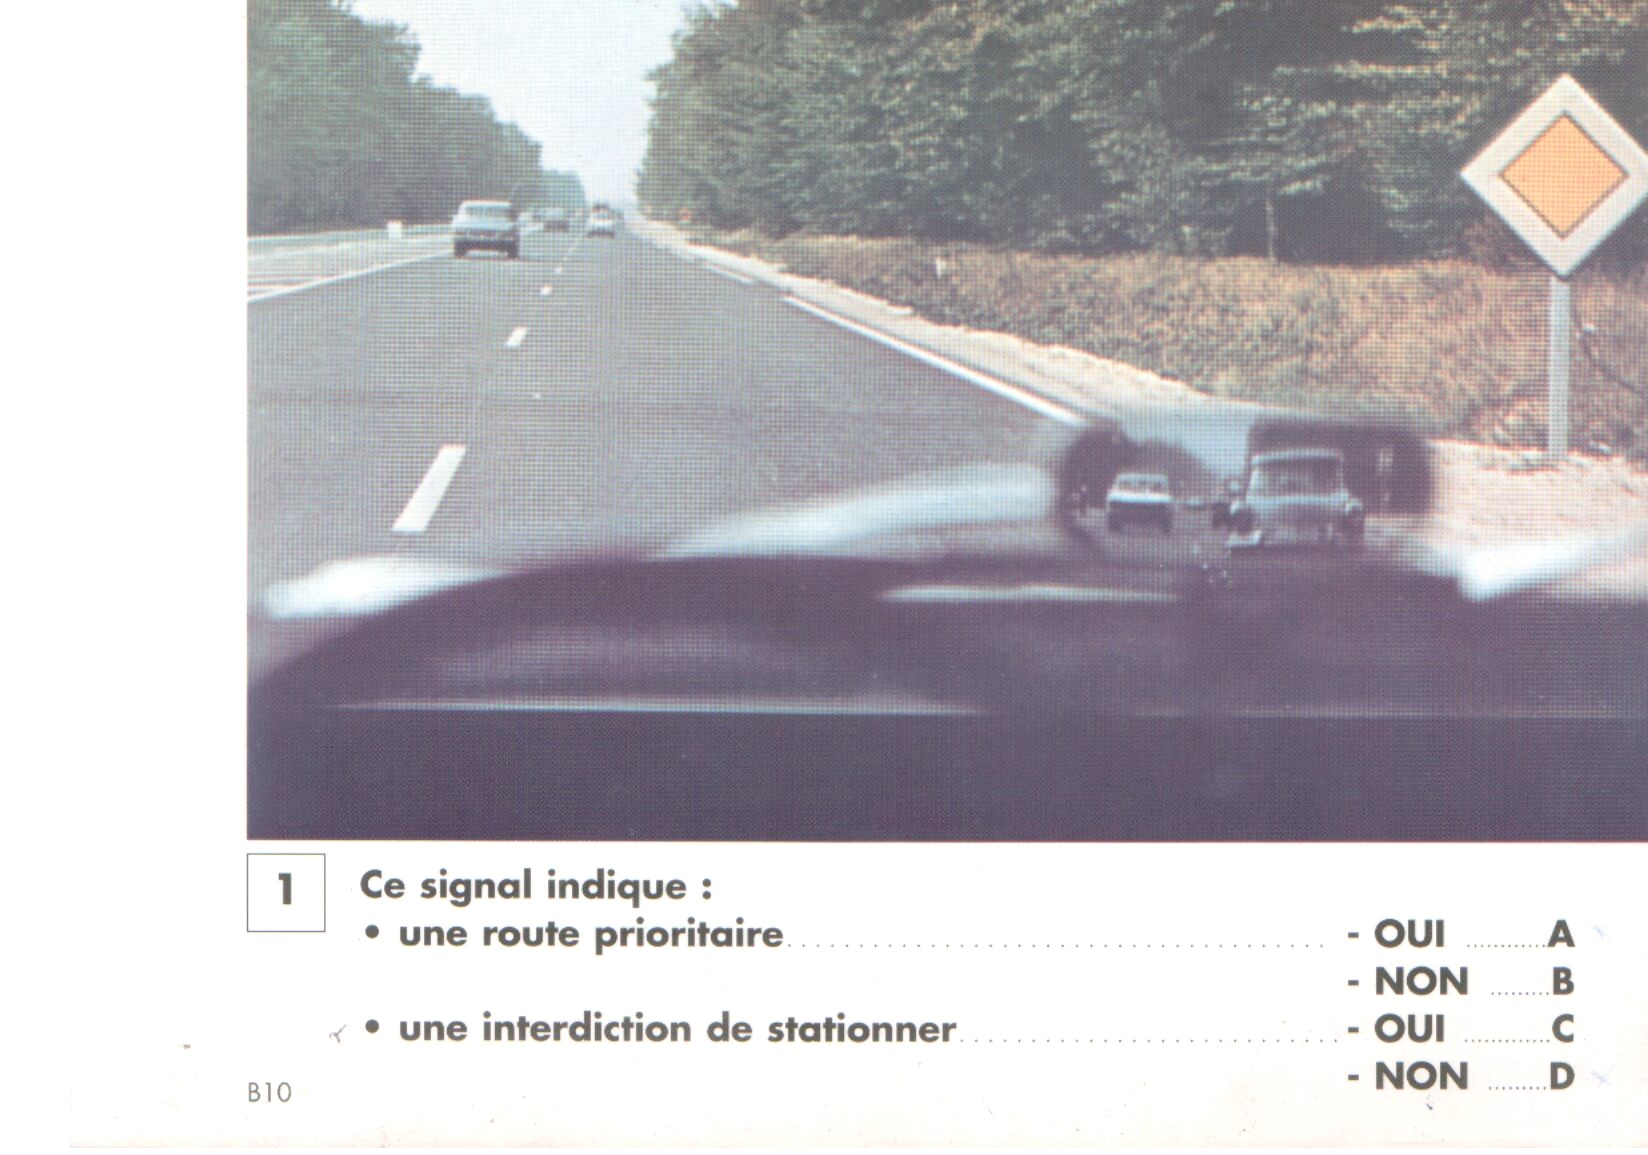 1 Ce signal indique :
• une route prioritaire - OUI A
- NON B
• une interdiction de stationner - OUI C
- NON D
B10